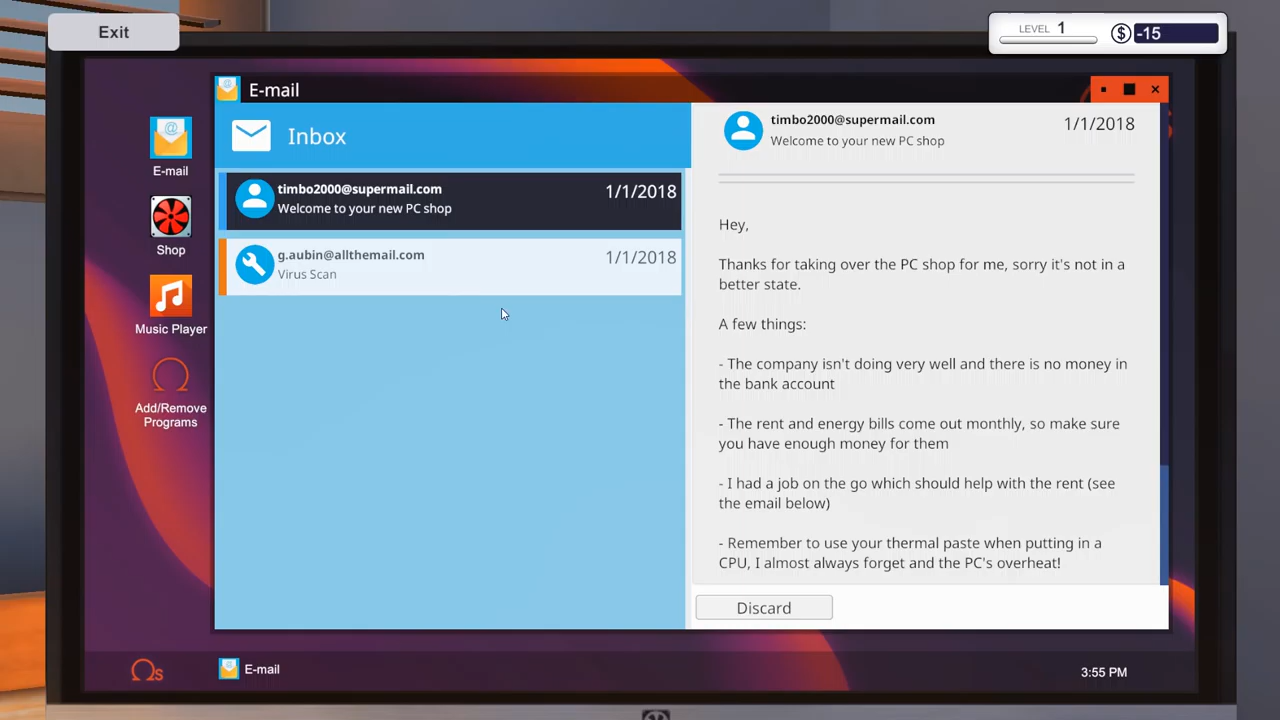 Exit
LEVEL 1
$ -15
E-mail
E-mail
Shop
Music Player
Add/Remove
Programs
Inbox
timbo2000@supermail.com
1/1/2018
Welcome to your new PC shop
g.aubin@allthemail.com
1/1/2018
Virus Scan
timbo2000@supermail.com
1/1/2018
Welcome to your new PC shop
Hey,
Thanks for taking over the PC shop for me, sorry it's not in a
better state.
A few things:
- The company isn't doing very well and there is no money in
the bank account
- The rent and energy bills come out monthly, so make sure
you have enough money for them
- I had a job on the go which should help with the rent (see
the email below)
- Remember to use your thermal paste when putting in a
CPU, I almost always forget and the PC's overheat!
Discard
Ωs
E-mail
3:55 PM